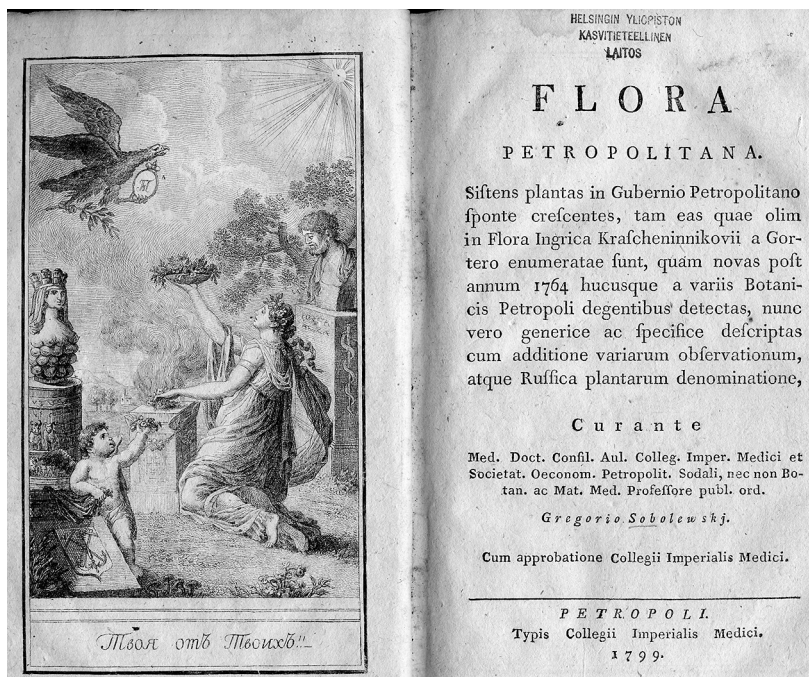 Твоя отъ Твоихъ!!
HELSINGIN YLIOPISTON
KASVITIETEELLINEN
LAITOS
FLORA
PETROPOLITANA.
Siſtens plantas in Gubernio Petropolitano
ſponte creſcentes, tam eas quae olim
in Flora Ingrica Kraſcheninnikovii a Gor-
tero enumeratae ſunt, quam novas poſt
annum 1764 hucusque a variis Botani-
cis Petropoli degentibus detectas, nunc
vero generice ac ſpecifice deſcriptas
cum additione variarum obſervationum,
atque Ruſſica plantarum denominatione,
Curante
Med. Doct. Conſil. Aul. Colleg. Imper. Medici et
Societat. Oeconom. Petropolit. Sodali, nec non Bo-
tan. ac Mat. Med. Profeſſore publ. ord.
Gregorio Sobolewskj.
Cum approbatione Collegii Imperialis Medici.
PETROPOLI.
Typis Collegii Imperialis Medici.
1799.